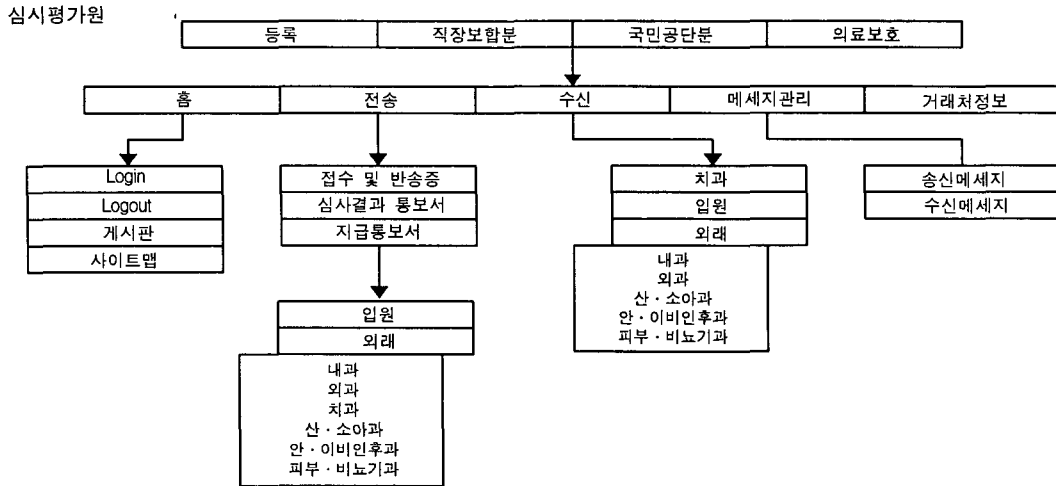 심시평가원
등록 직장보합분 국민공단분 의료보호
홈 전송 수신 메세지관리 거래처정보
Login
Logout
게시판
사이트맵
접수 및 반송증
심사결과 통보서
지급통보서
입원
외래
내과
외과
치과
산 · 소아과
안 · 이비인후과
피부 · 비뇨기과
치과
입원
외래
내과
외과
산 · 소아과
안 · 이비인후과
피부 · 비뇨기과
송신메세지
수신메세지